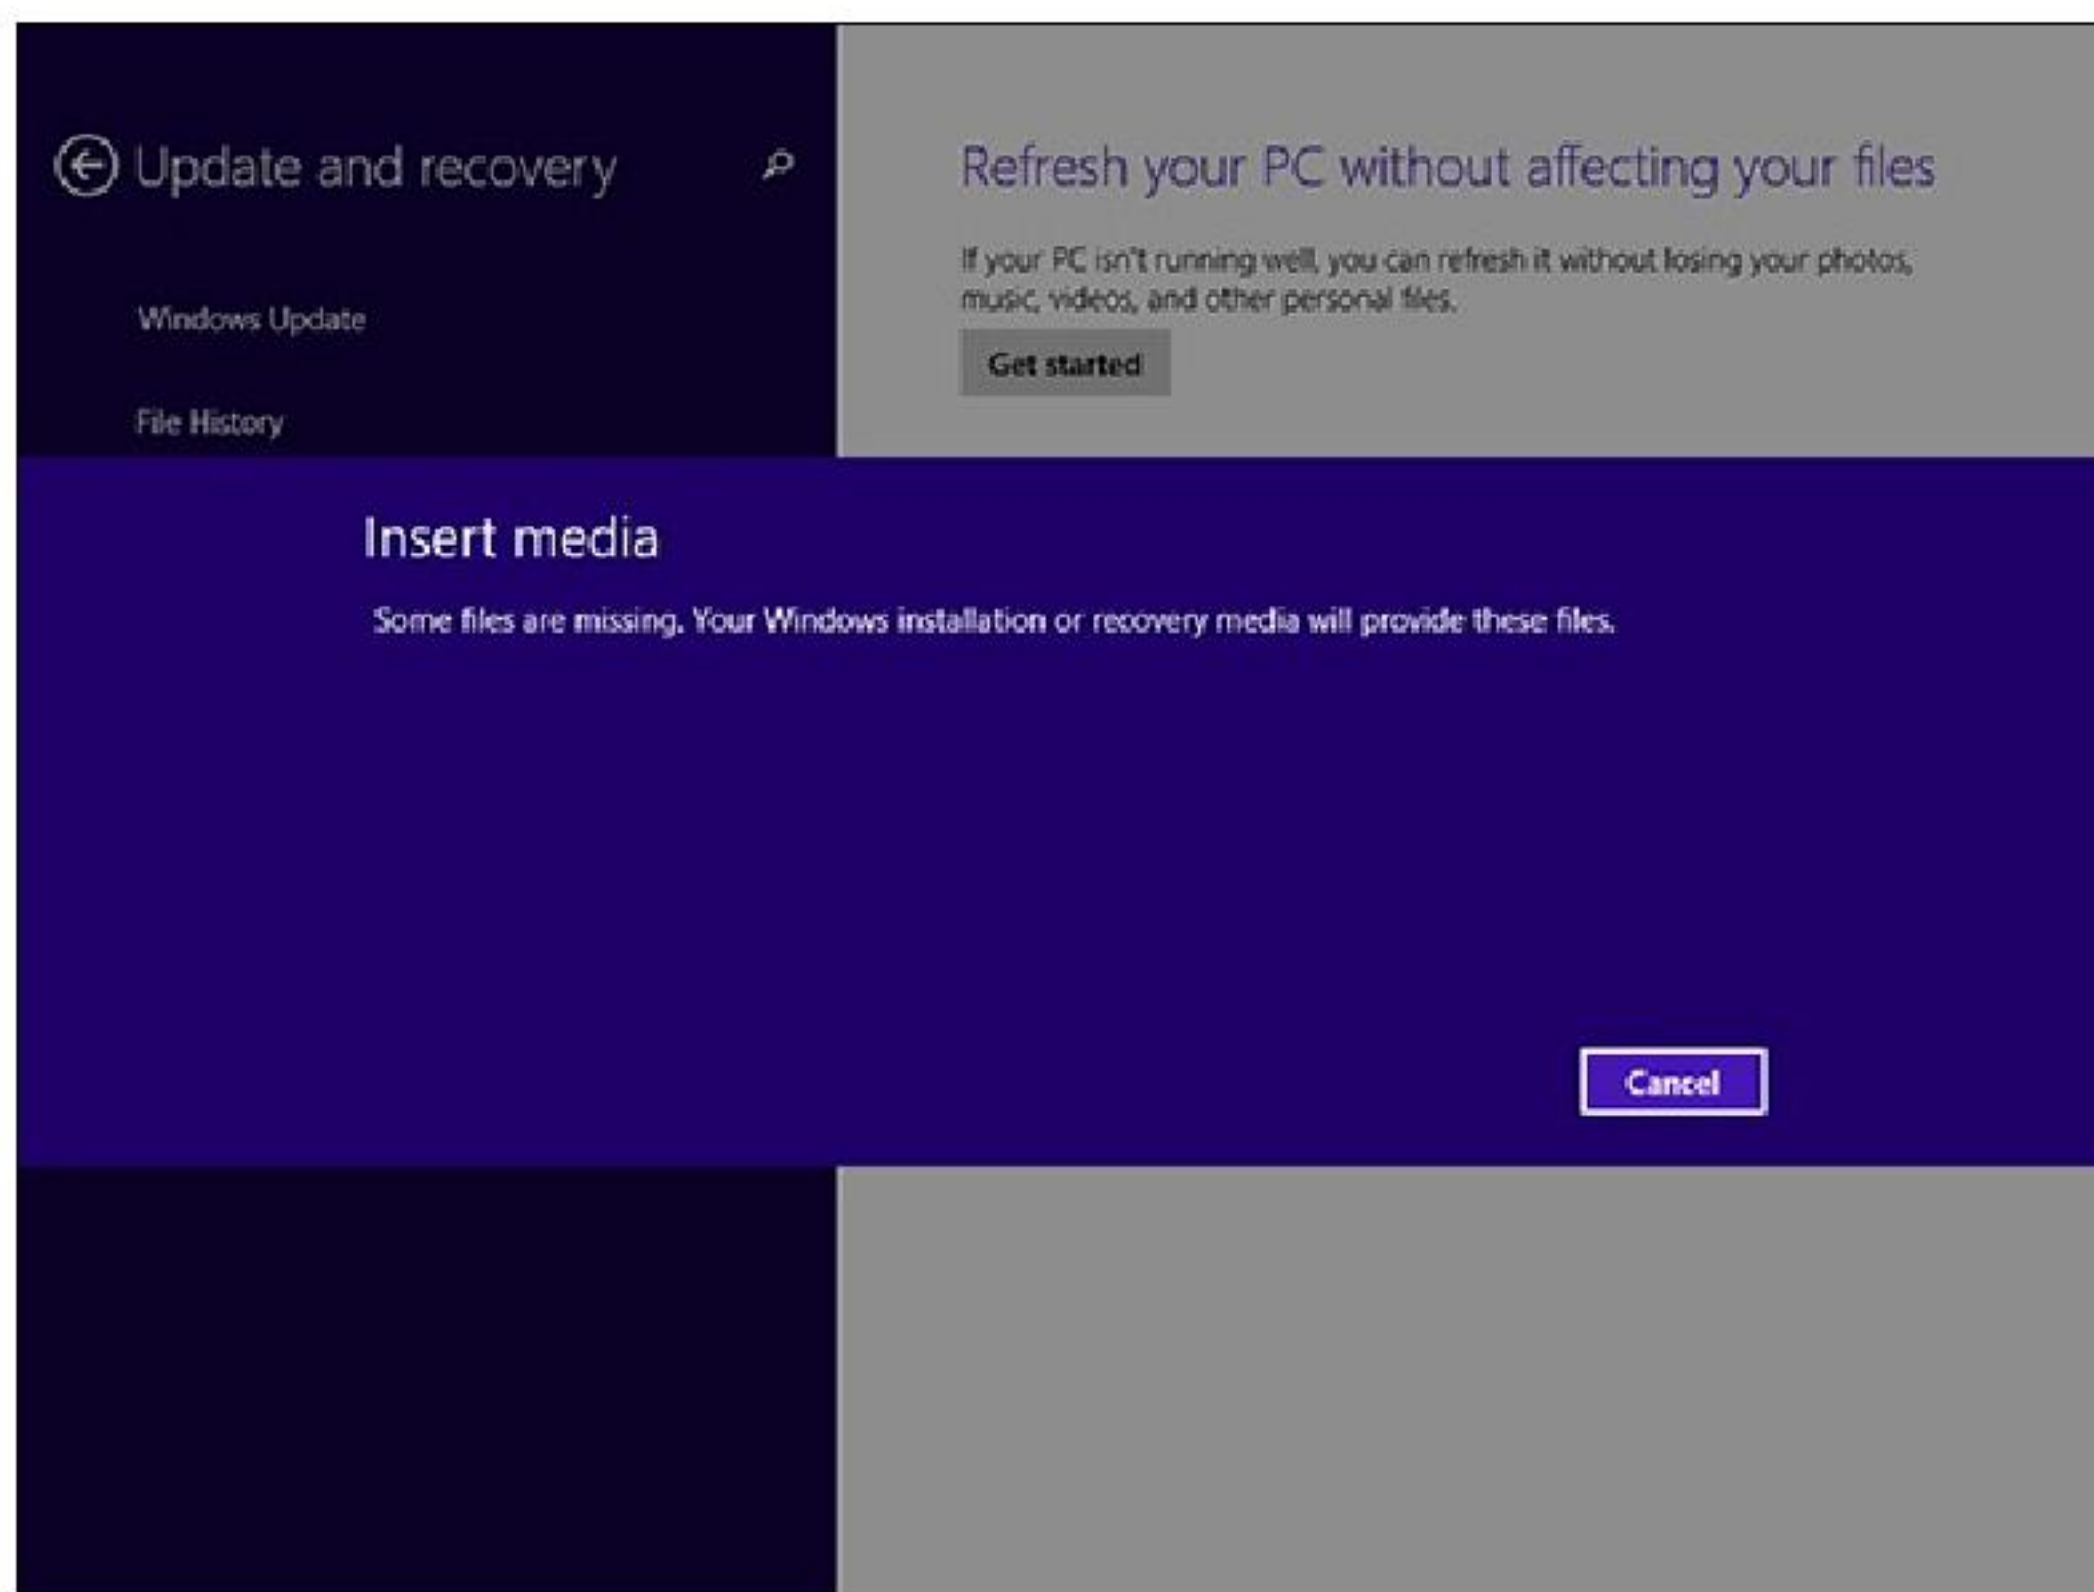 Update and recovery
Windows Update
File History
Refresh your PC without affecting your files
If your PC isn't running well, you can refresh it without losing your photos,
music, videos, and other personal files.
Get started
Insert media
Some files are missing. Your Windows installation or recovery media will provide these files.
Cancel